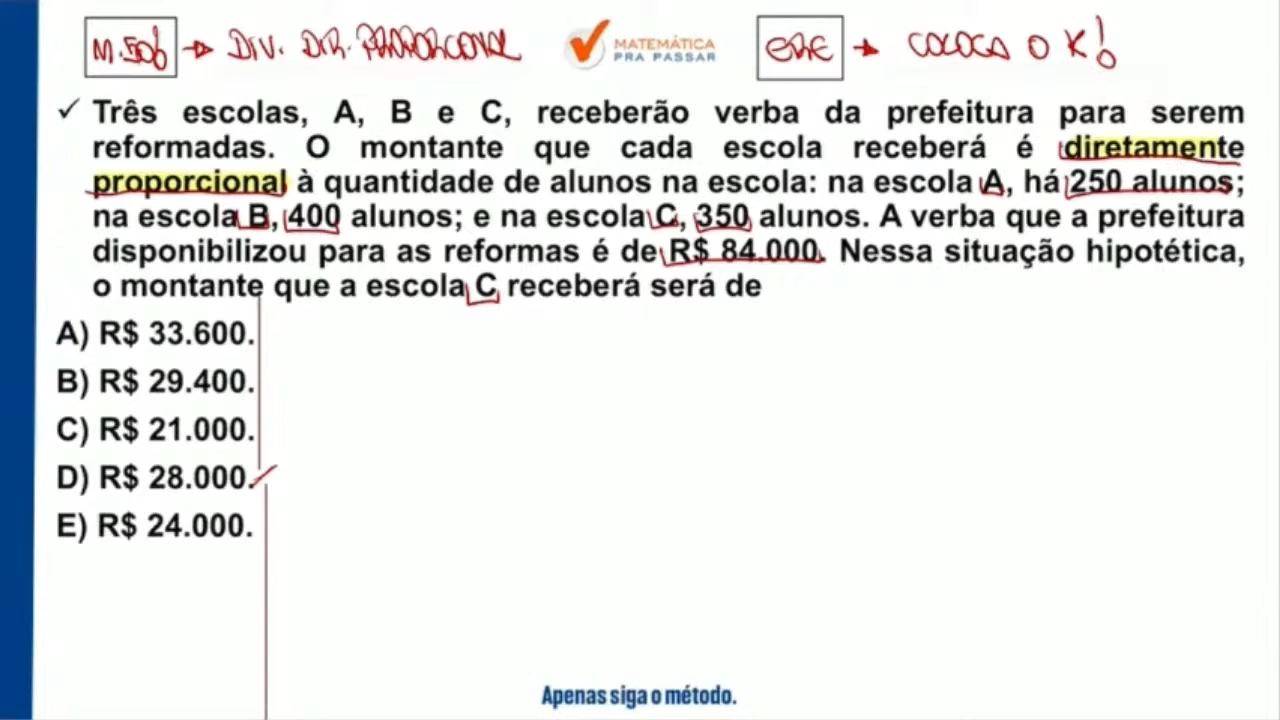 M.506 → DIV. DIR. PROPORCIONAL
MATEMÁTICA
PRA PASSAR
→ COLOCA O K!
✓ Três escolas, A, B e C, receberão verba da prefeitura para serem
reformadas. O montante que cada escola receberá é diretamente
proporcional à quantidade de alunos na escola: na escola A, há 250 alunos;
na escola B, 400 alunos; e na escola C, 350 alunos. A verba que a prefeitura
disponibilizou para as reformas é de R$ 84.000. Nessa situação hipotética,
o montante que a escola C receberá será de
A) R$ 33.600.
B) R$ 29.400.
C) R$ 21.000.
D) R$ 28.000.
E) R$ 24.000.
Apenas siga o método.